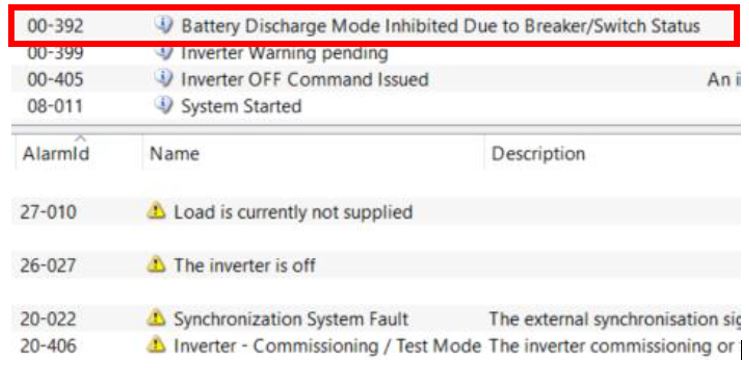 00-392 Battery Discharge Mode Inhibited Due to Breaker/Switch Status
00-399 Inverter Warning pending
00-405 Inverter OFF Command Issued An
08-011 System Started
AlarmId Name Description
27-010 Load is currently not supplied
26-027 The inverter is off
20-022 Synchronization System Fault The external synchronisation
20-406 Inverter - Commissioning / Test Mode The inverter commissioning or